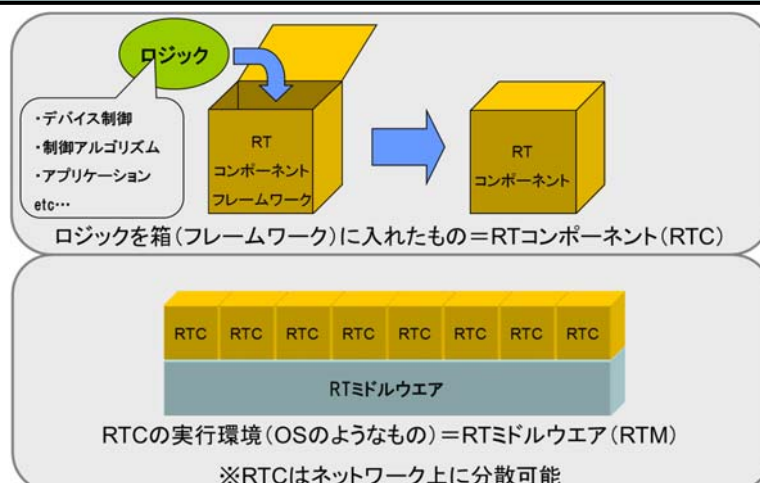 ロジック
・デバイス制御
・制御アルゴリズム
・アプリケーション
etc…
RT
コンポーネント
フレームワーク
RT
コンポーネント
ロジックを箱(フレームワーク)に入れたもの＝RTコンポーネント(RTC)
RTC RTC RTC RTC RTC RTC RTC RTC
RTミドルウエア
RTCの実行環境(OSのようなもの)＝RTミドルウエア(RTM)
※RTCはネットワーク上に分散可能